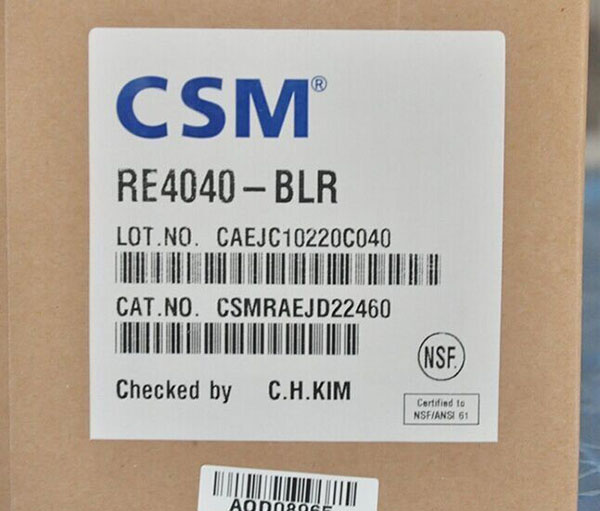 CSM®
RE4040-BLR
LOT.NO. CAEJC10220C040
CAT.NO. CSMRAEJD22460
NSF.
Checked by C.H.KIM
Certified to
NSF/ANSI 61